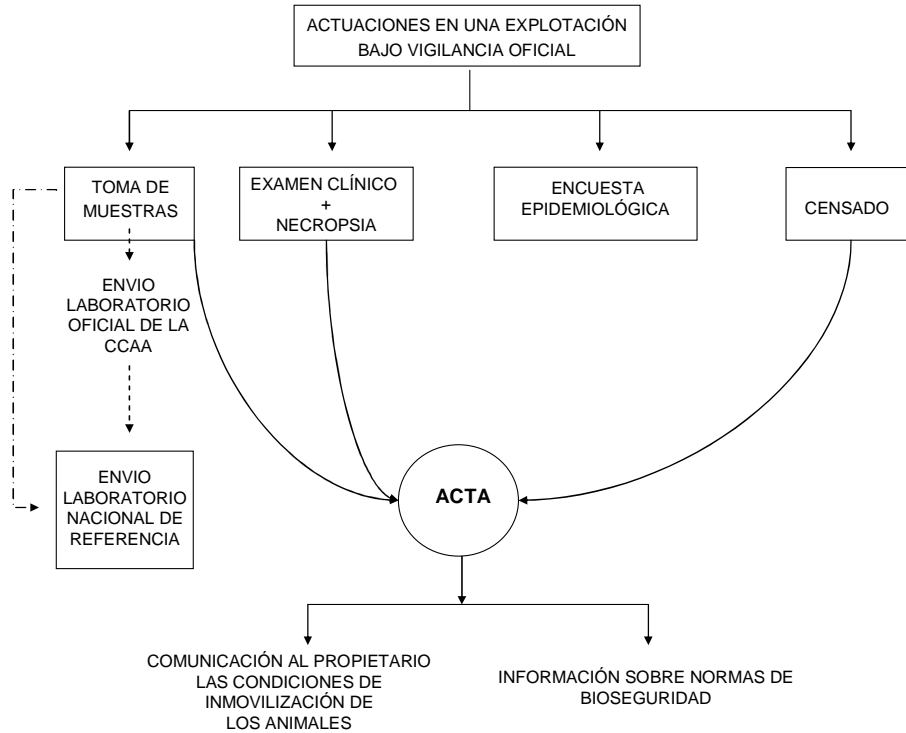 ACTUACIONES EN UNA EXPLOTACIÓN
BAJO VIGILANCIA OFICIAL
TOMA DE
MUESTRAS
EXAMEN CLÍNICO
+
NECROPSIA
ENCUESTA
EPIDEMIOLÓGICA
CENSADO
ENVIO
LABORATORIO
OFICIAL DE LA
CCAA
ENVIO
LABORATORIO
NACIONAL DE
REFERENCIA
ACTA
COMUNICACIÓN AL PROPIETARIO
LAS CONDICIONES DE
INMOVILIZACIÓN DE
LOS ANIMALES
INFORMACIÓN SOBRE NORMAS DE
BIOSEGURIDAD